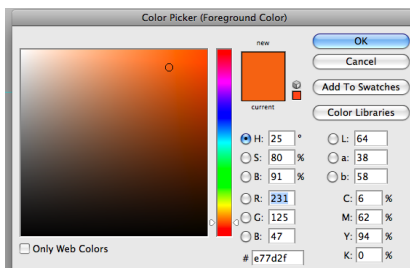 Color Picker (Foreground Color)
new
current
OK
Cancel
Add To Swatches
Color Libraries
H: 25 °
S: 80 %
B: 91 %
R: 231
G: 125
B: 47
# e77d2f
L: 64
a: 38
b: 58
C: 6 %
M: 62 %
Y: 94 %
K: 0 %
Only Web Colors